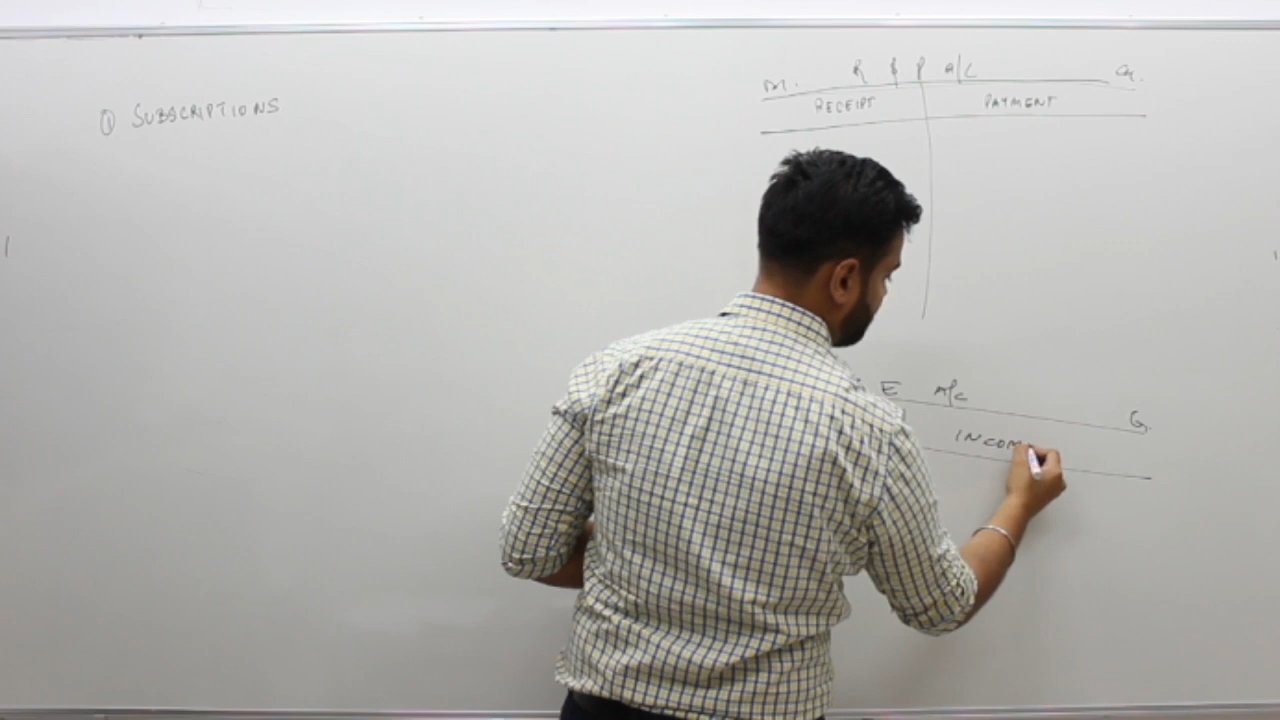 ① SUBSCRIPTIONS
Dr. R & P A/C Cr.
RECEIPT PAYMENT
E A/C
Cr.
INCOM